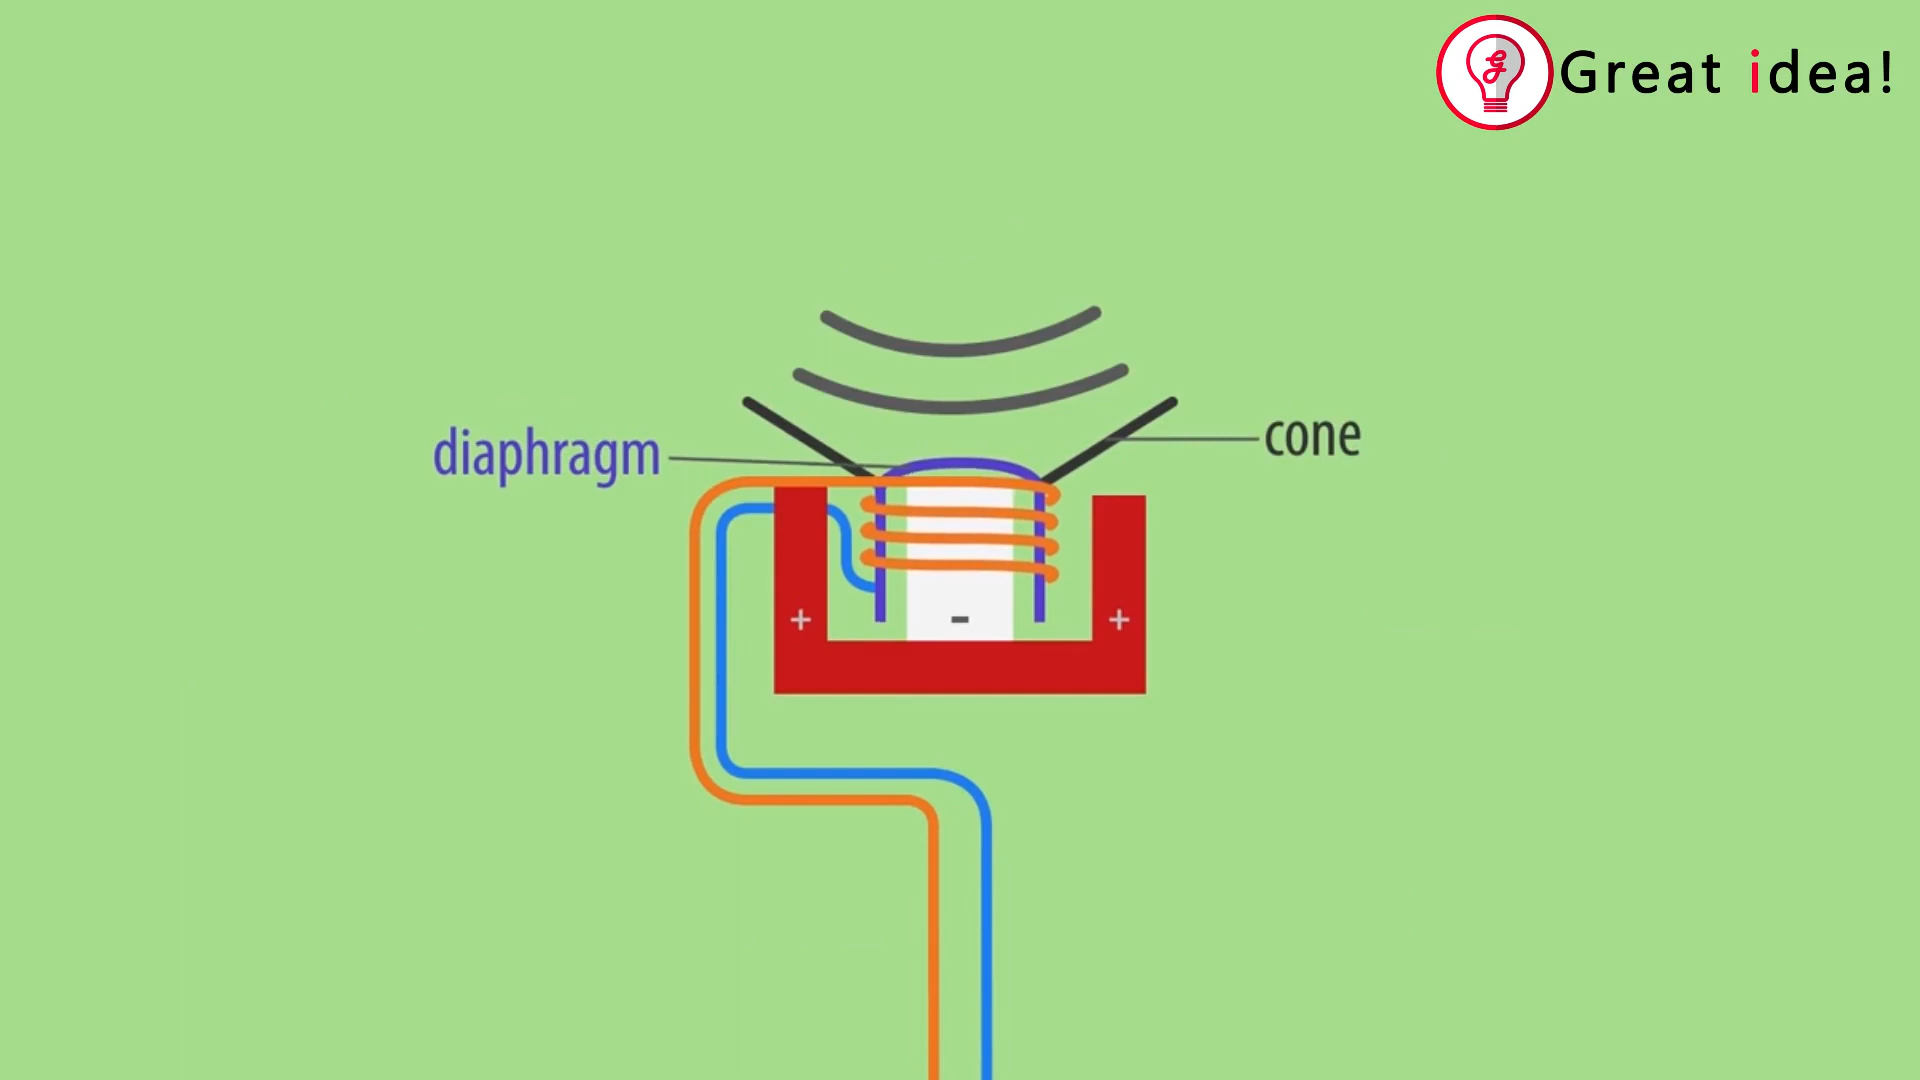 Great idea!
diaphragm
cone
+
-
+